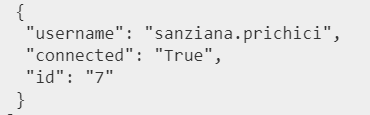 {
"username": "sanziana.prichici",
"connected": "True",
"id": "7"
}